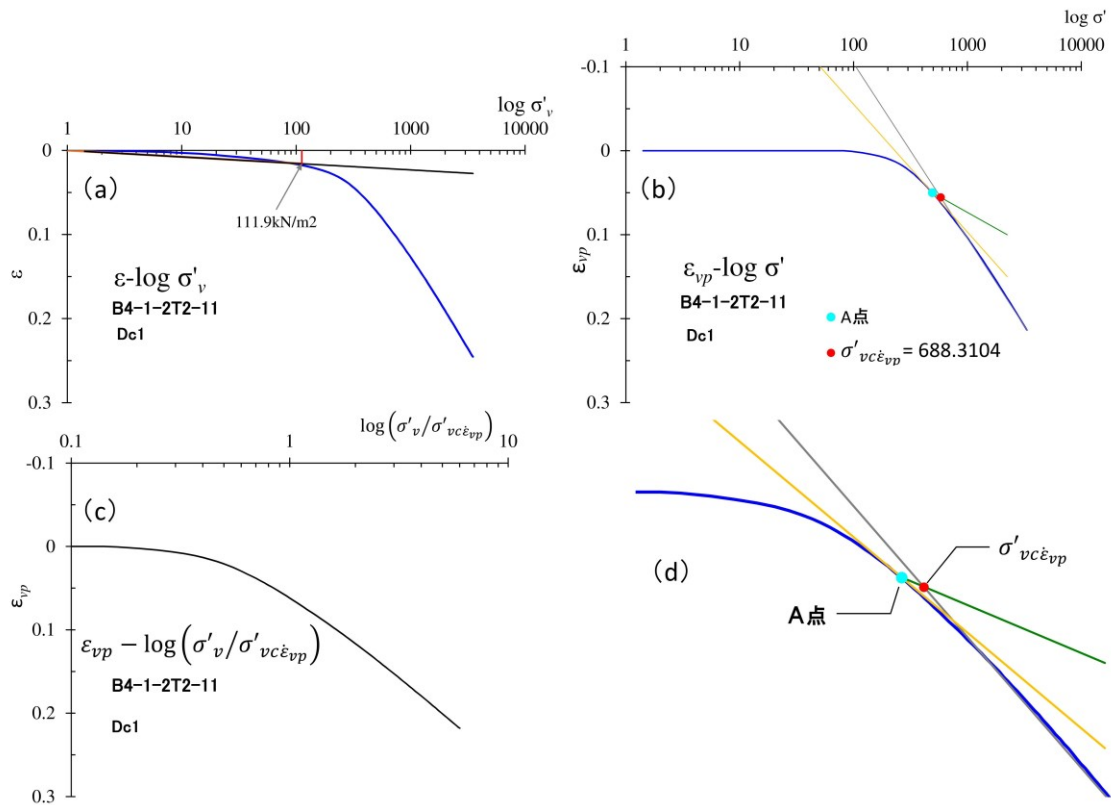 log σ'v
1 10 100 1000 10000
0
0.1
0.2
0.3
ε
(a)
111.9kN/m2
ε-log σ'v
B4-1-2T2-11
Dc1
log σ'
1 10 100 1000 10000
-0.1
0
0.1
0.2
0.3
εvp
(b)
εvp-log σ'
B4-1-2T2-11
Dc1
A点
σ'vcε̇vp= 688.3104
log(σ'v/σ'vcε̇vp)
0.1 1 10
-0.1
0
0.1
0.2
0.3
εvp
(c)
εvp − log(σ'v/σ'vcε̇vp)
B4-1-2T2-11
Dc1
(d)
σ'vcε̇vp
A点